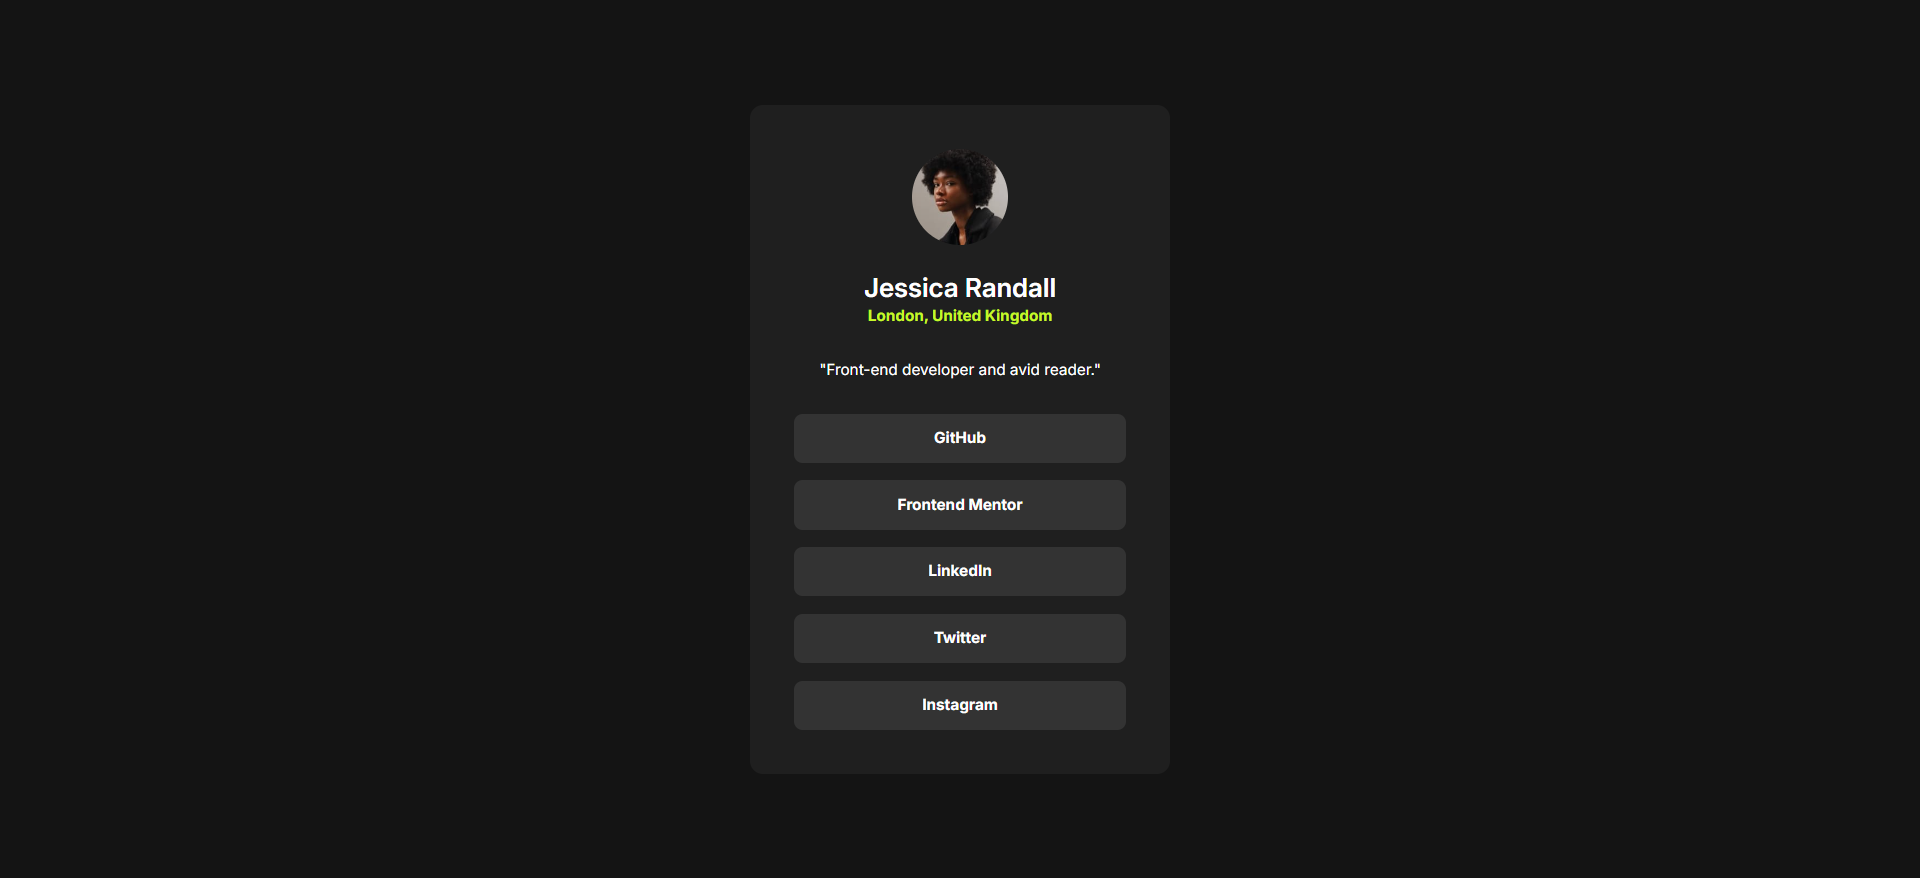 Jessica Randall
London, United Kingdom
"Front-end developer and avid reader."
GitHub
Frontend Mentor
LinkedIn
Twitter
Instagram